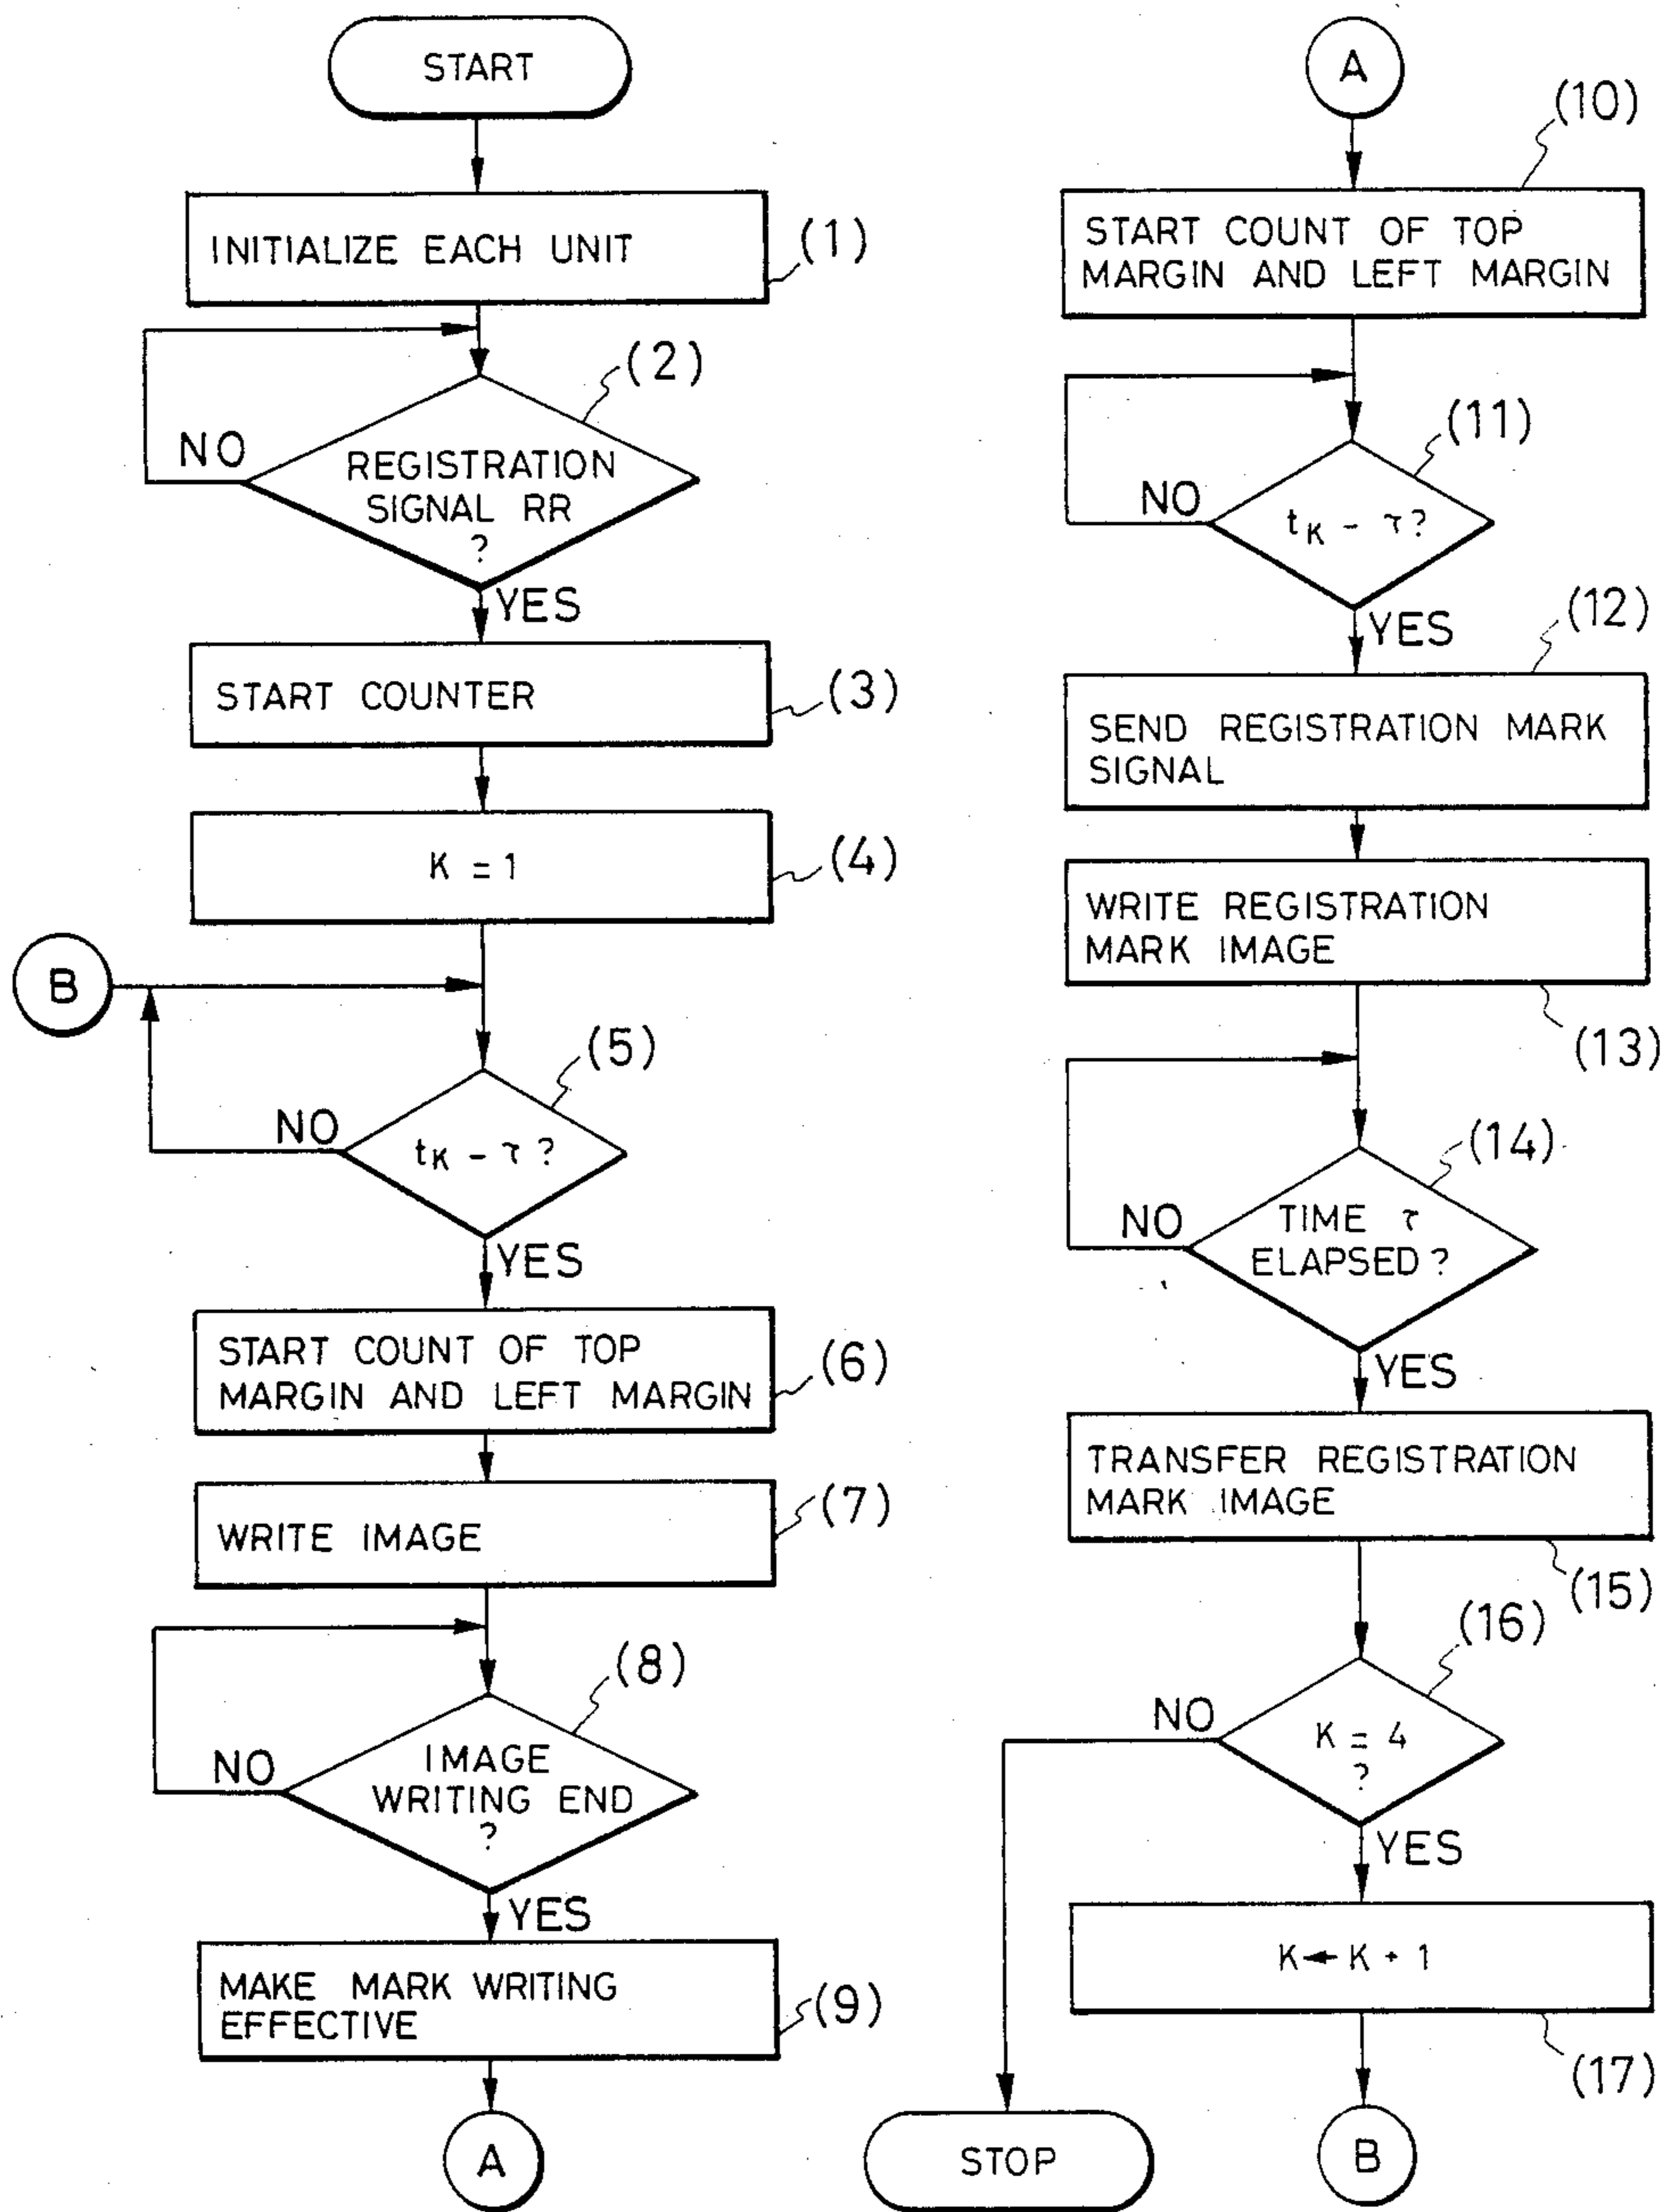 START
INITIALIZE EACH UNIT
(1)
(2)
NO
REGISTRATION
SIGNAL RR
?
YES
START COUNTER
(3)
K = 1
(4)
B
(5)
NO
tK - τ ?
YES
START COUNT OF TOP
MARGIN AND LEFT MARGIN
(6)
WRITE IMAGE
(7)
(8)
NO
IMAGE
WRITING END
?
YES
MAKE MARK WRITING
EFFECTIVE
(9)
A
A
(10)
START COUNT OF TOP
MARGIN AND LEFT MARGIN
(11)
NO
tK - τ ?
YES
(12)
SEND REGISTRATION MARK
SIGNAL
WRITE REGISTRATION
MARK IMAGE
(13)
(14)
NO
TIME τ
ELAPSED ?
YES
TRANSFER REGISTRATION
MARK IMAGE
(15)
(16)
NO
K = 4
?
YES
K ← K + 1
(17)
STOP
B